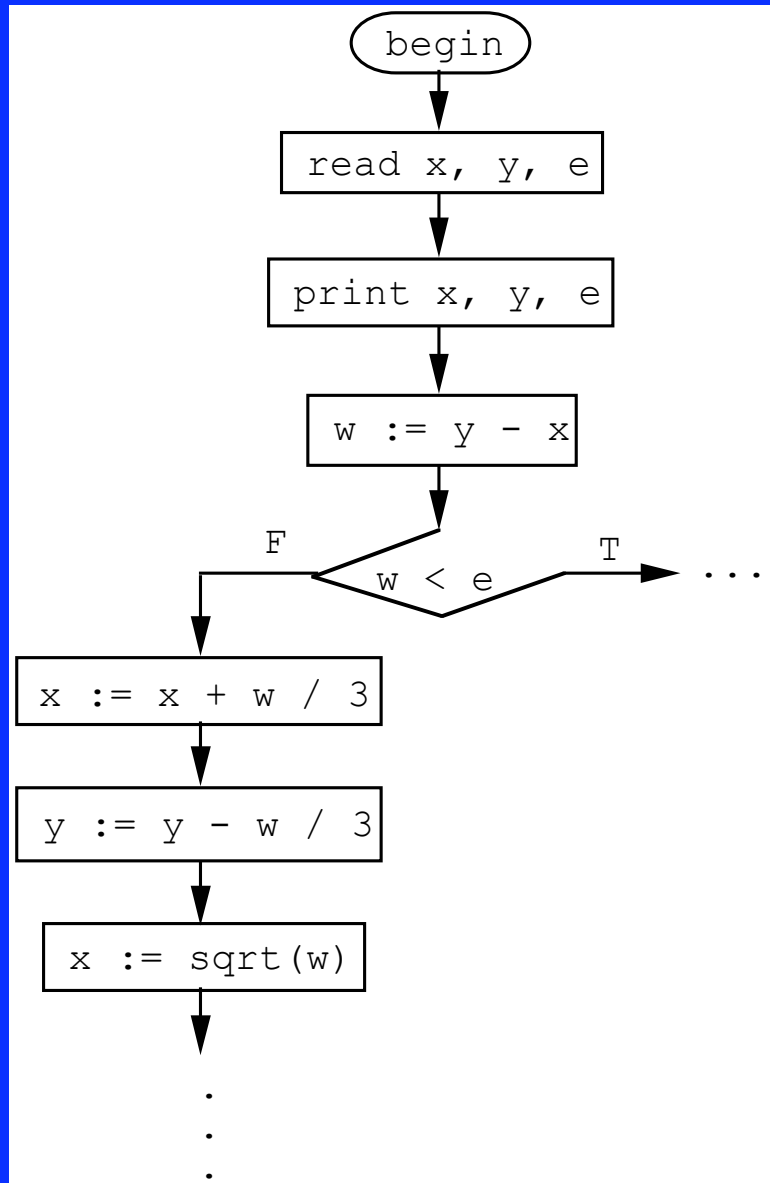 begin
read x, y, e
print x, y, e
w := y - x
F
T
w < e
...
x := x + w / 3
y := y - w / 3
x := sqrt(w)
.
.
.